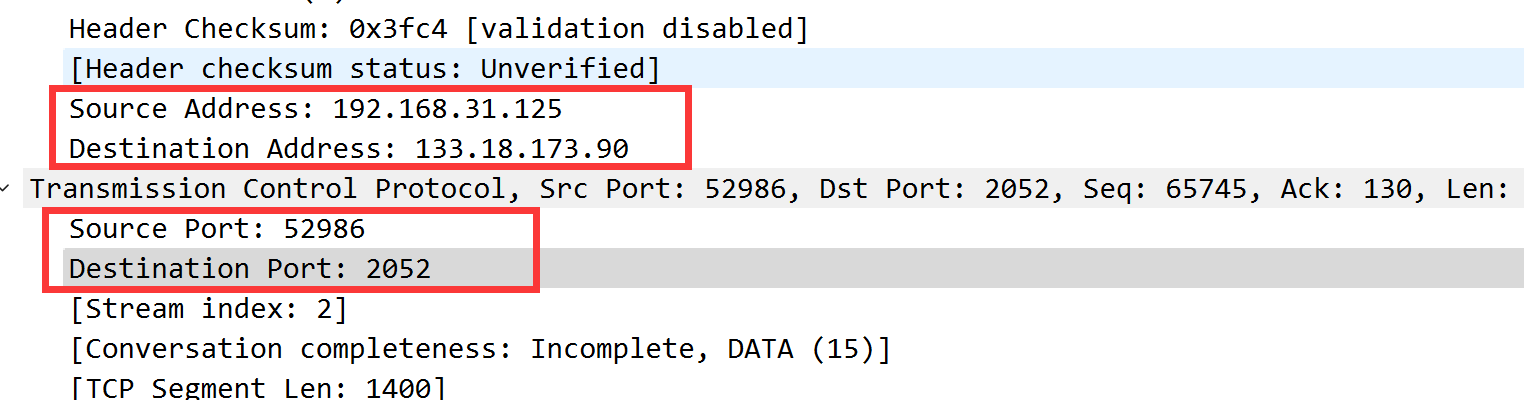 Header Checksum: 0x3fc4 [validation disabled]
[Header checksum status: Unverified]
Source Address: 192.168.31.125
Destination Address: 133.18.173.90
Transmission Control Protocol, Src Port: 52986, Dst Port: 2052, Seq: 65745, Ack: 130, Len:
Source Port: 52986
Destination Port: 2052
[Stream index: 2]
[Conversation completeness: Incomplete, DATA (15)]
[TCP Segment Len: 1400]